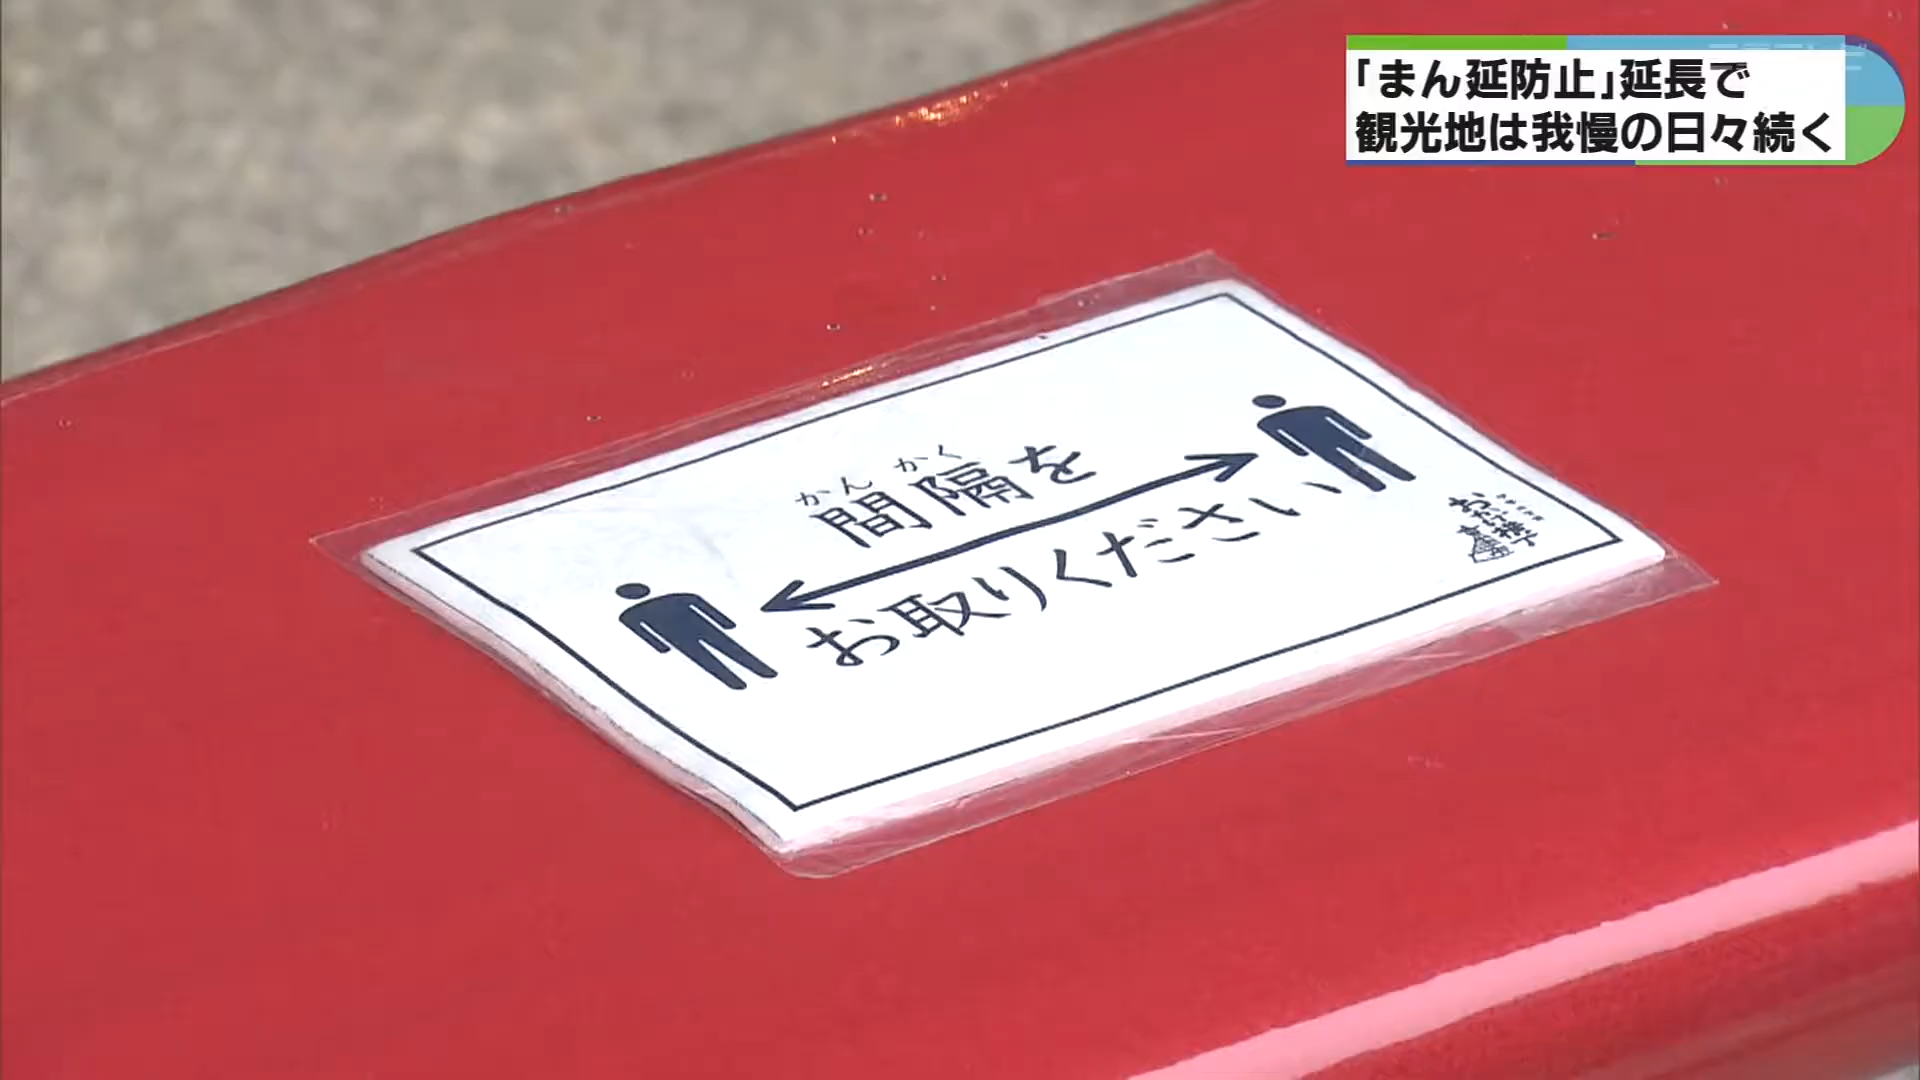 「まん延防止」延長で
観光地は我慢の日々続く
かん かく
間隔を
お取りください